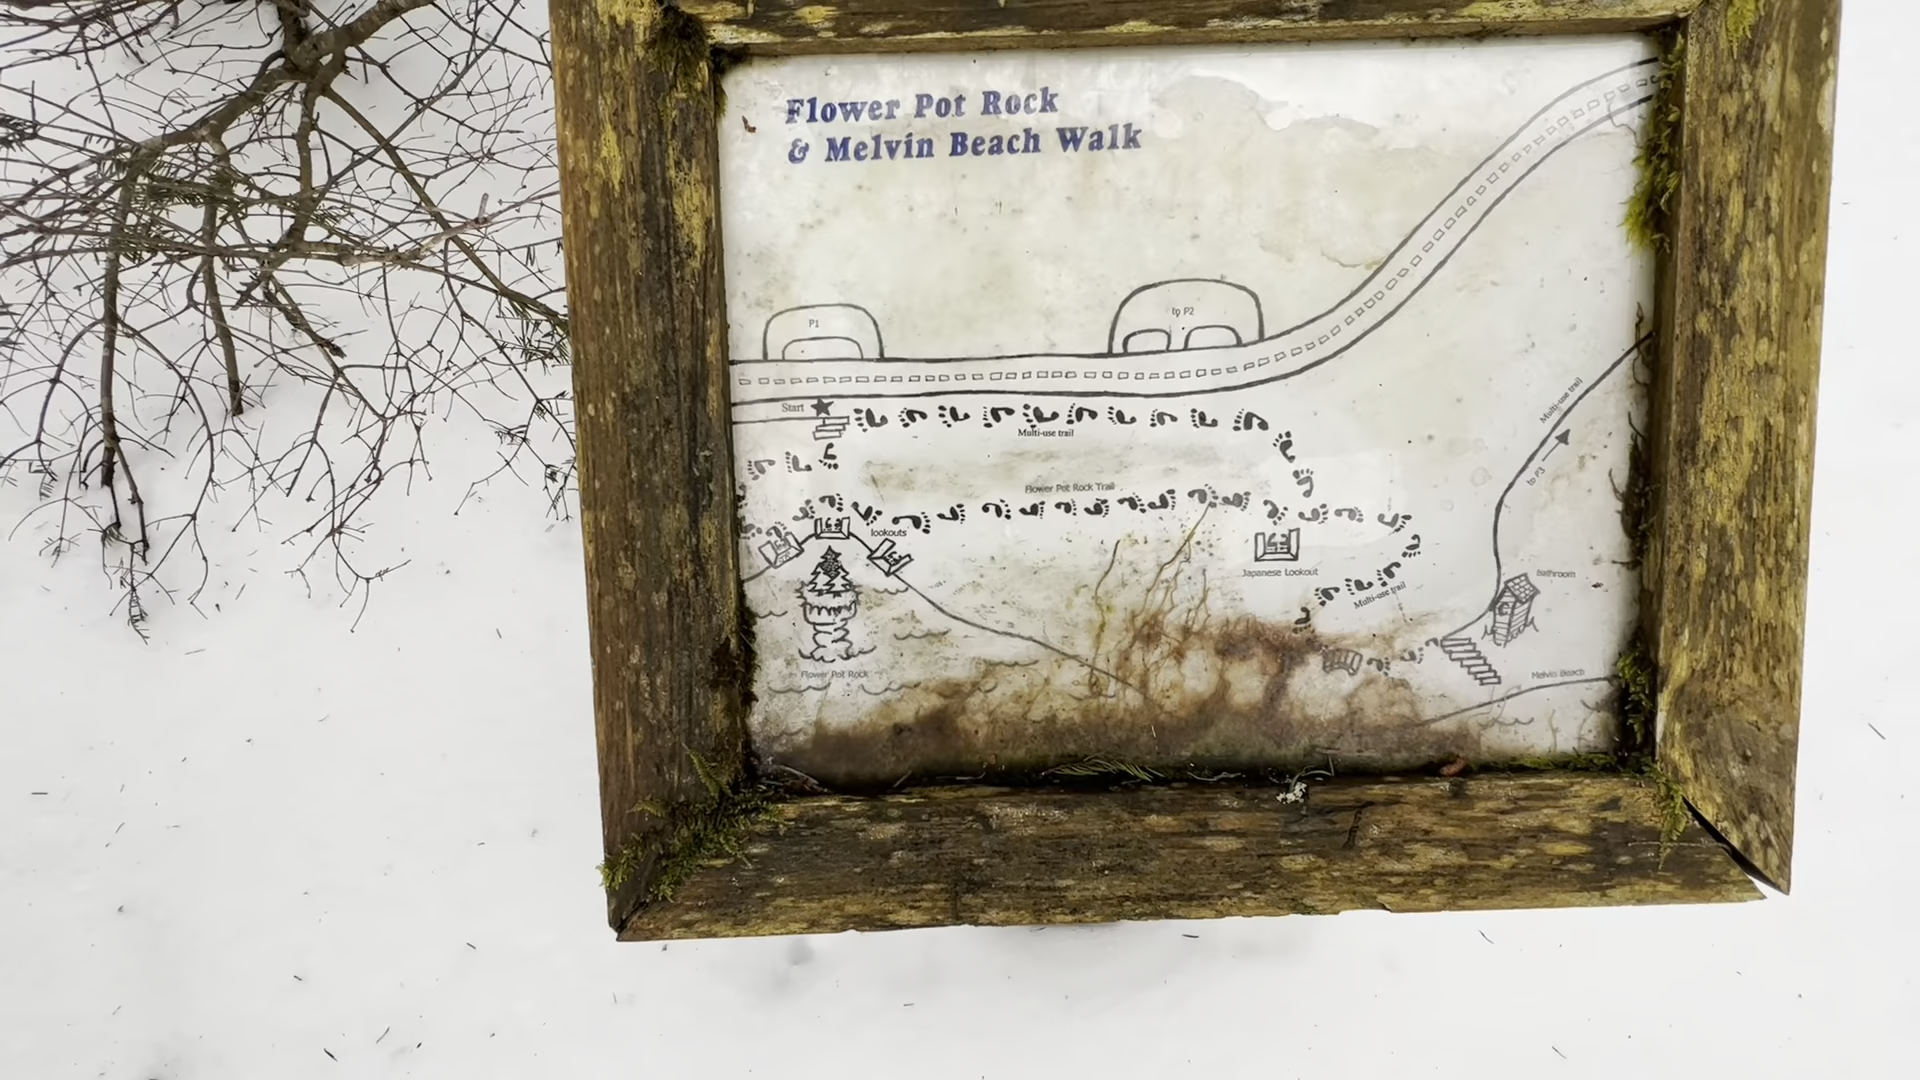 Flower Pot Rock
& Melvin Beach Walk
P1
to P2
Start
Multi-use trail
Multi-use trail
to P3
Flower Pot Rock Trail
lookouts
Japanese Lookout
Multi-use trail
bathroom
Flower Pot Rock
Melvin Beach